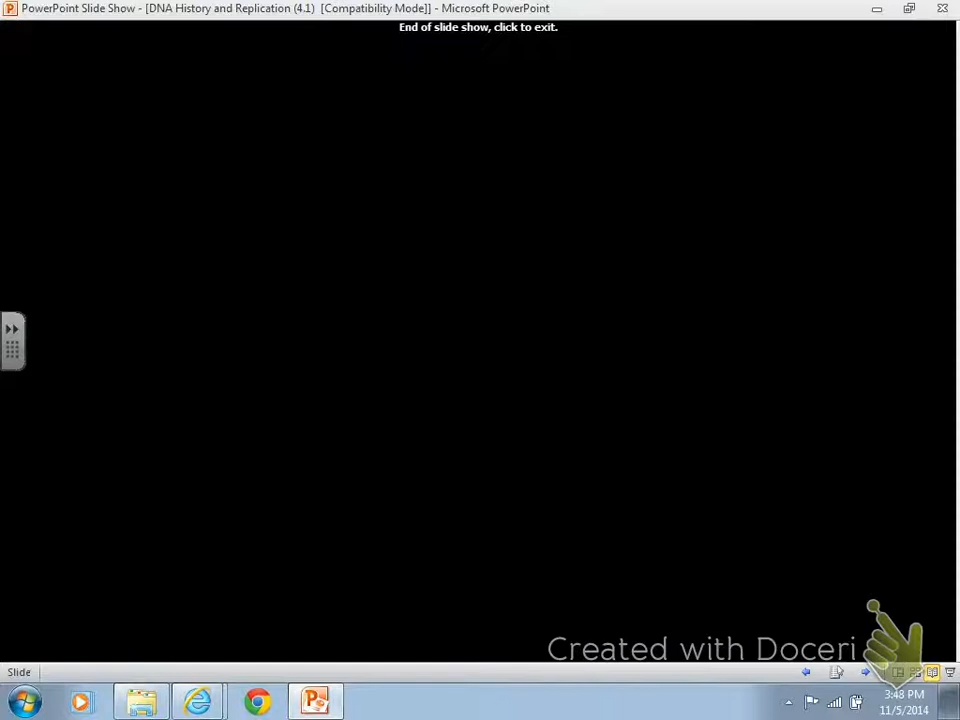 PowerPoint Slide Show - [DNA History and Replication (4.1) [Compatibility Mode]] - Microsoft PowerPoint
End of slide show, click to exit.
Created with Doceri
Slide
3:48 PM
11/5/2014